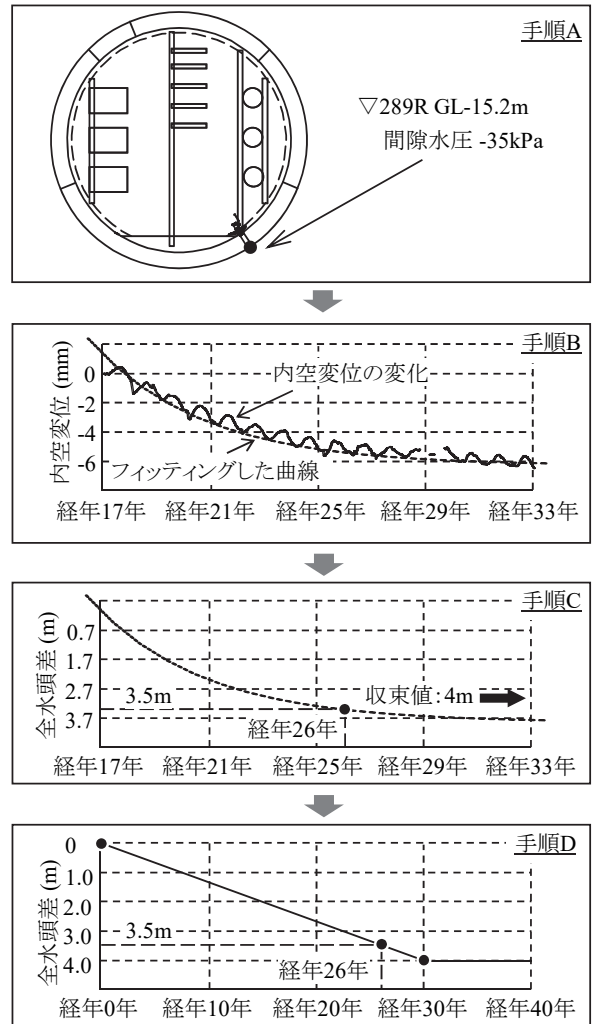 手順A
▽289R GL-15.2m
間隙水圧 -35kPa
手順B
内空変位 (mm)
0
-2
-4
-6
内空変位の変化
フィッティングした曲線
経年17年 経年21年 経年25年 経年29年 経年33年
手順C
全水頭差 (m)
0.7
1.7
2.7
3.7
3.5m
収束値:4m
経年26年
経年17年 経年21年 経年25年 経年29年 経年33年
手順D
全水頭差 (m)
0
1.0
2.0
3.0
4.0
3.5m
経年26年
経年0年 経年10年 経年20年 経年30年 経年40年